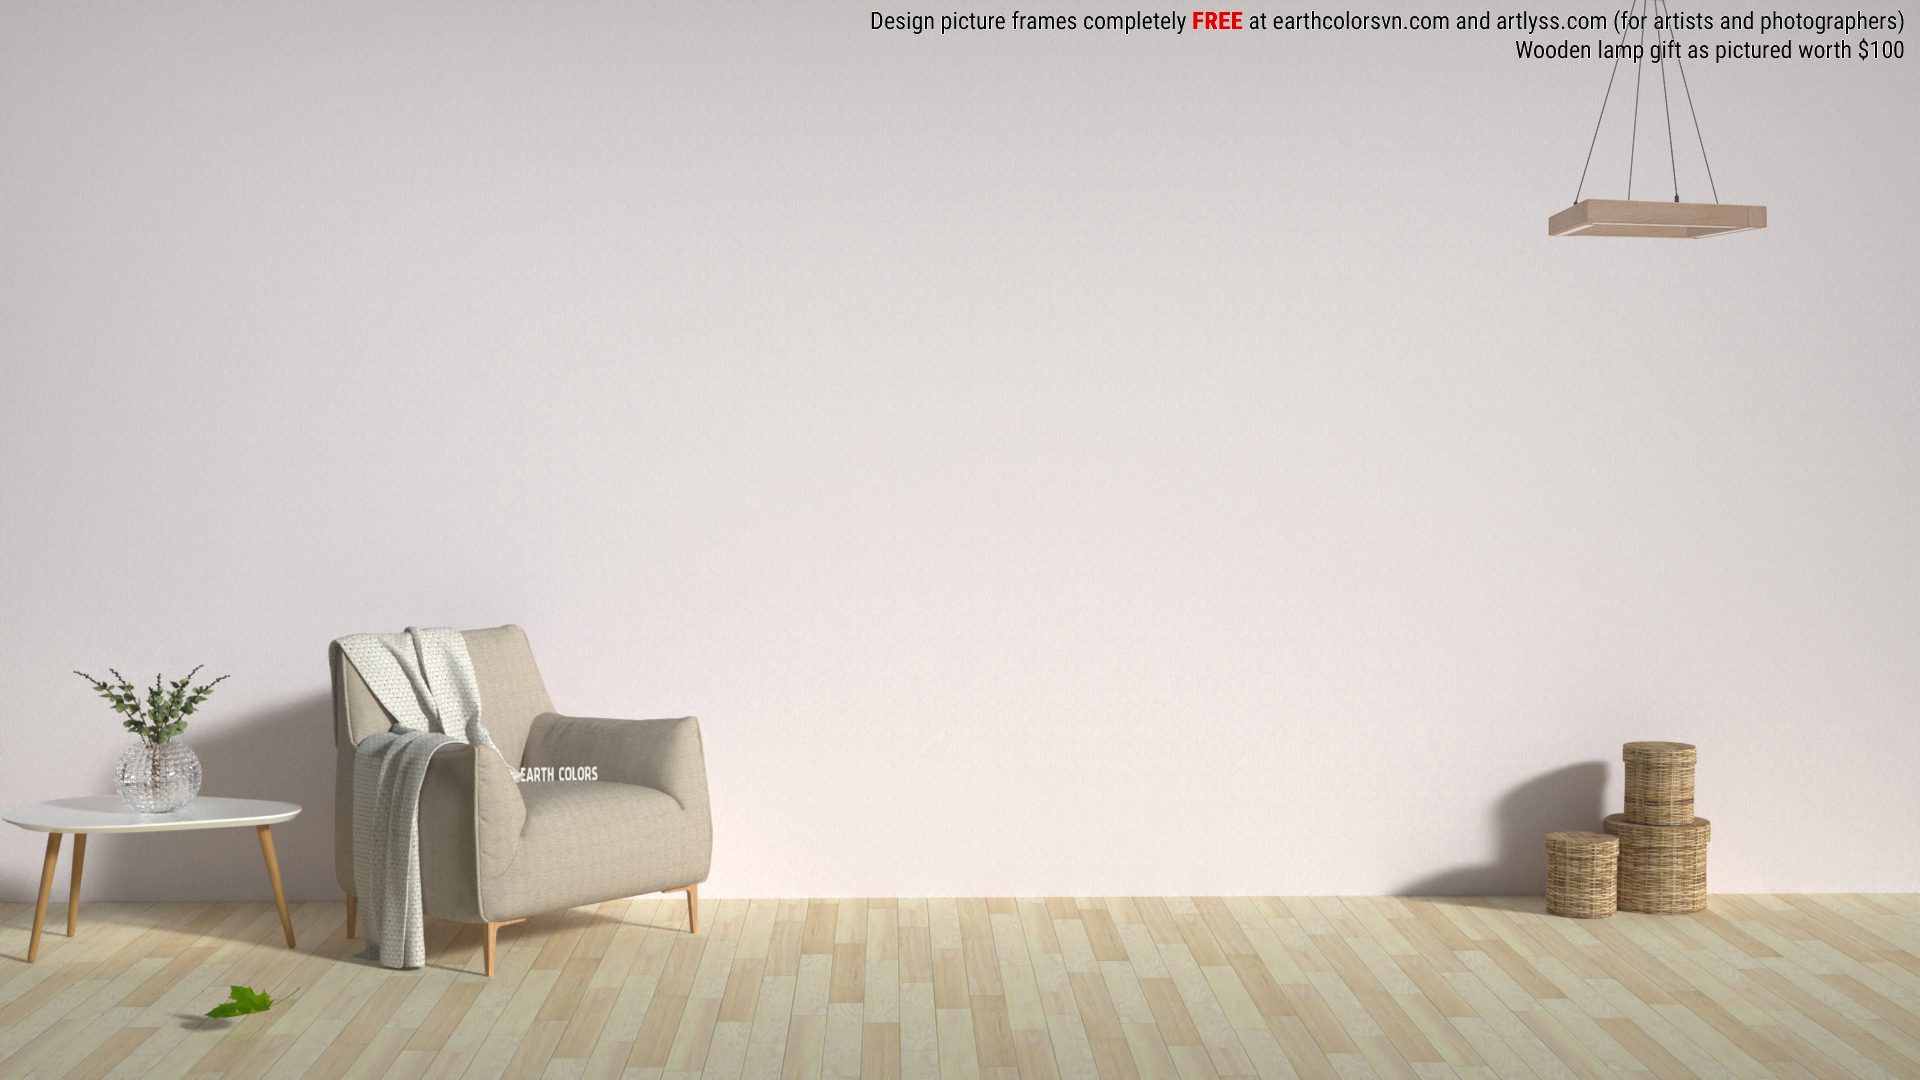 Design picture frames completely FREE at earthcolorsvn.com and artlyss.com (for artists and photographers)
Wooden lamp gift as pictured worth $100
EARTH COLORS